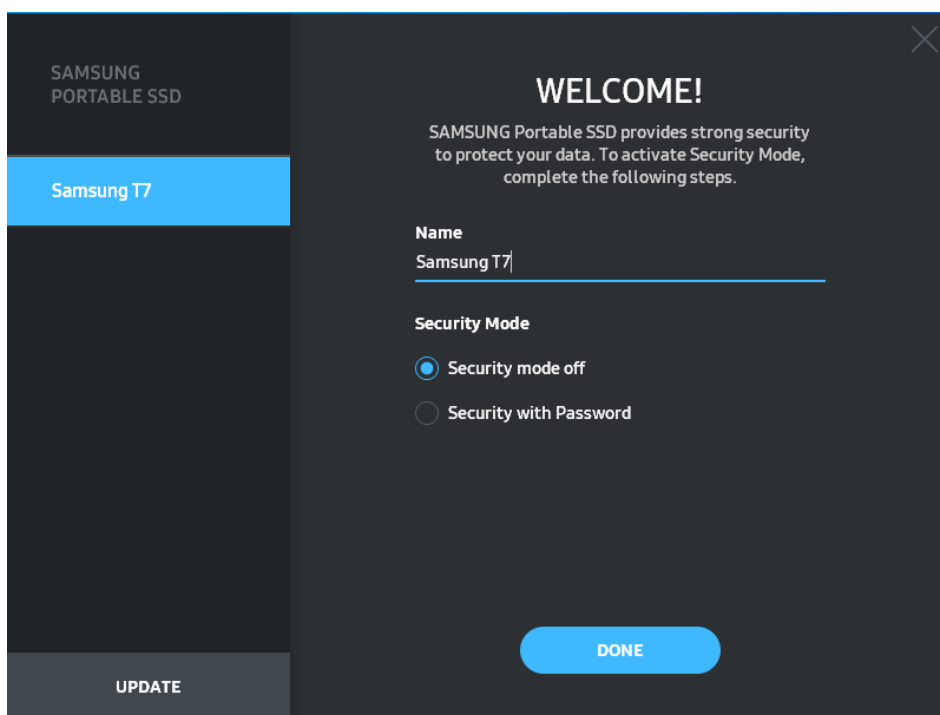 SAMSUNG
PORTABLE SSD
Samsung T7
UPDATE
WELCOME!
SAMSUNG Portable SSD provides strong security
to protect your data. To activate Security Mode,
complete the following steps.
Name
Samsung T7
Security Mode
Security mode off
Security with Password
DONE